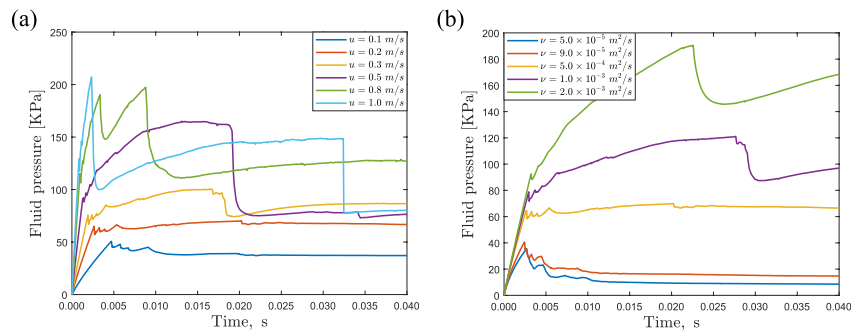 (a)
250
200
150
100
50
0
Fluid pressure [KPa]
0.000 0.005 0.010 0.015 0.020 0.025 0.030 0.035 0.040
Time, s
u = 0.1 m/s
u = 0.2 m/s
u = 0.3 m/s
u = 0.5 m/s
u = 0.8 m/s
u = 1.0 m/s
(b)
200
180
160
140
120
100
80
60
40
20
0
Fluid pressure [KPa]
0.000 0.005 0.010 0.015 0.020 0.025 0.030 0.035 0.040
Time, s
ν = 5.0 × 10⁻⁵ m²/s
ν = 9.0 × 10⁻⁵ m²/s
ν = 5.0 × 10⁻⁴ m²/s
ν = 1.0 × 10⁻³ m²/s
ν = 2.0 × 10⁻³ m²/s